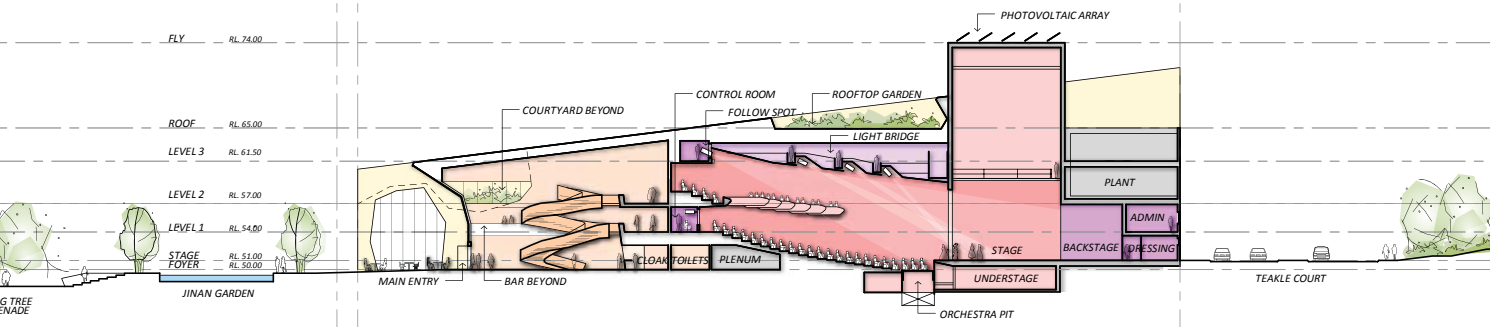 PHOTOVOLTAIC ARRAY
FLY RL. 74.00
CONTROL ROOM
ROOFTOP GARDEN
COURTYARD BEYOND
FOLLOW SPOT
ROOF RL. 65.00
LIGHT BRIDGE
LEVEL 3 RL. 61.50
PLANT
LEVEL 2 RL. 57.00
ADMIN
LEVEL 1 RL. 54.00
BACKSTAGE
DRESSING
STAGE
STAGE RL. 51.00
CLOAK
TOILETS
PLENUM
FOYER RL. 50.00
MAIN ENTRY
BAR BEYOND
UNDERSTAGE
TEAKLE COURT
JINAN GARDEN
G TREE
ENADE
ORCHESTRA PIT